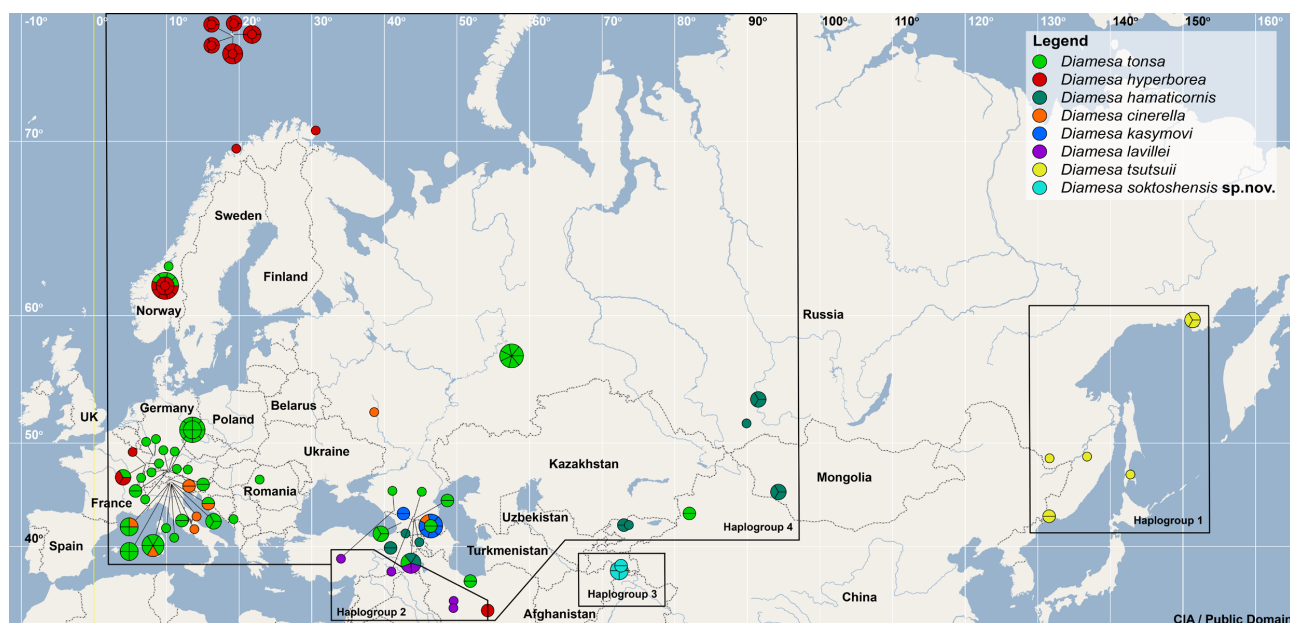 -10° 0° 10° 20° 30° 40° 50° 60° 70° 80° 90° 100° 110° 120° 130° 140° 150° 160°
Legend
Diamesa tonsa
Diamesa hyperborea
Diamesa hamaticornis
Diamesa cinerella
Diamesa kasymovi
Diamesa lavillei
Diamesa tsutsuii
Diamesa soktoshensis sp.nov.
70°
Sweden
Finland
Norway
60°
Russia
Germany
Poland
Belarus
UK
50°
Ukraine
Kazakhstan
Mongolia
France
Romania
Uzbekistan
Haplogroup 4
Haplogroup 1
40°
Spain
Turkmenistan
Haplogroup 2
Afghanistan
Haplogroup 3
China
CIA / Public Domain